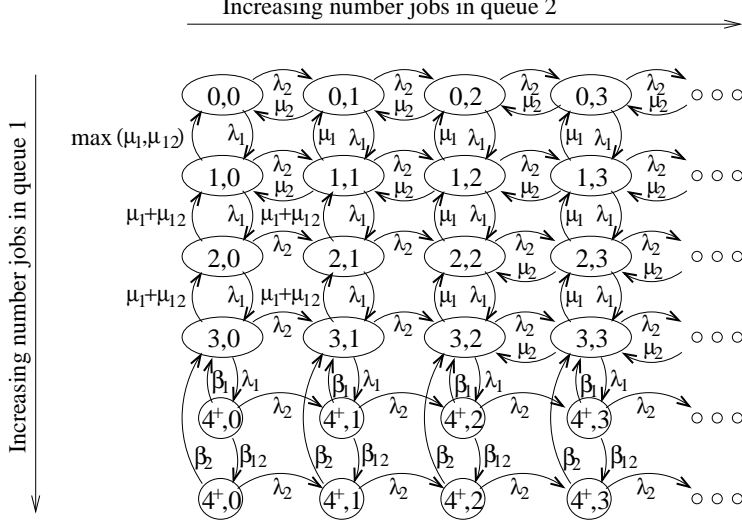 Increasing number jobs in queue 2
Increasing number jobs in queue 1
λ₂ λ₂ λ₂ λ₂
0,0 0,1 0,2 0,3
μ₂ μ₂ μ₂ μ₂
max (μ₁,μ₁₂) λ₁ μ₁ λ₁ μ₁ λ₁ μ₁ λ₁
λ₂ λ₂ λ₂ λ₂
1,0 1,1 1,2 1,3
μ₂ μ₂ μ₂ μ₂
μ₁+μ₁₂ λ₁ μ₁+μ₁₂ λ₁ μ₁ λ₁ μ₁ λ₁
2,0 λ₂ 2,1 λ₂ 2,2 λ₂ 2,3 λ₂
μ₂ μ₂
μ₁+μ₁₂ λ₁ μ₁+μ₁₂ λ₁ μ₁ λ₁ μ₁ λ₁
3,0 λ₂ 3,1 λ₂ 3,2 λ₂ 3,3 λ₂
μ₂ μ₂
β₁ λ₁ β₁ λ₁ β₁ λ₁ β₁ λ₁
4⁺,0 λ₂ 4⁺,1 λ₂ 4⁺,2 λ₂ 4⁺,3 λ₂
β₂ β₁₂ β₂ β₁₂ β₂ β₁₂ β₂ β₁₂
4⁺,0 λ₂ 4⁺,1 λ₂ 4⁺,2 λ₂ 4⁺,3 λ₂